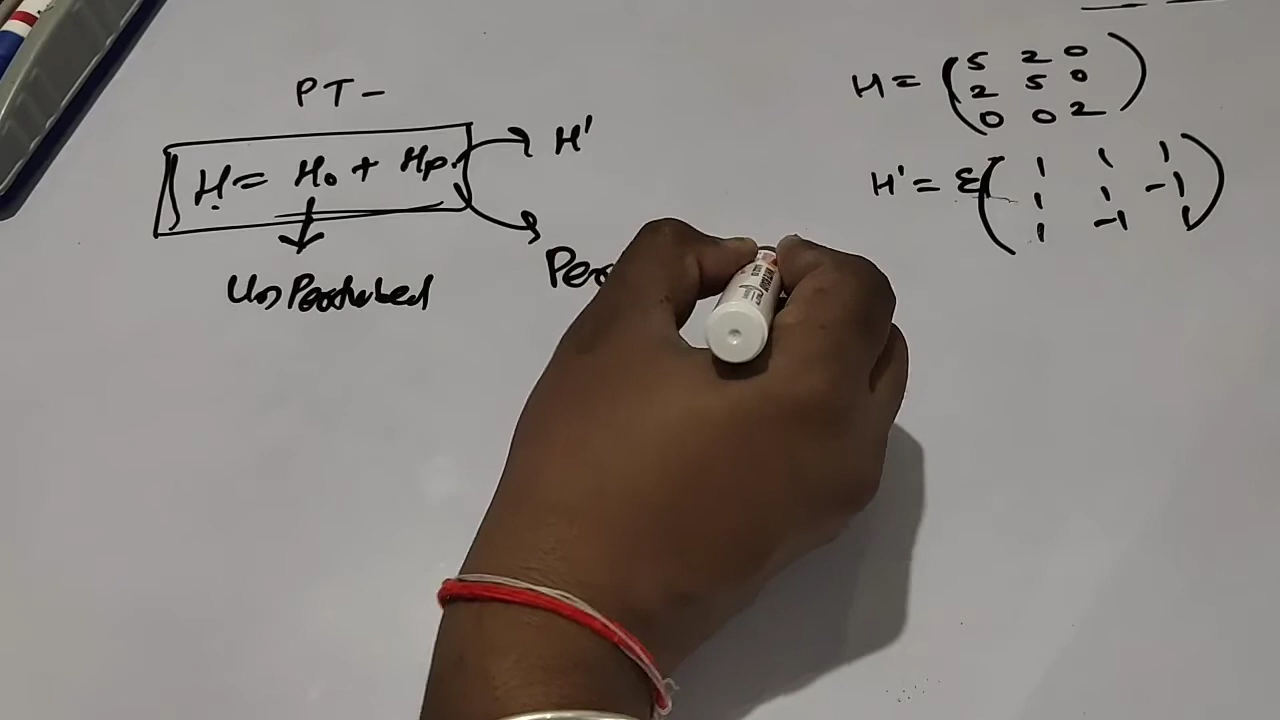 PT-
H = H₀ + Hp
H'
UnPerturbed
H = (5 2 0
2 5 0
0 0 2)
H' = ε(1 1 1
1 1 -1
1 -1 1)